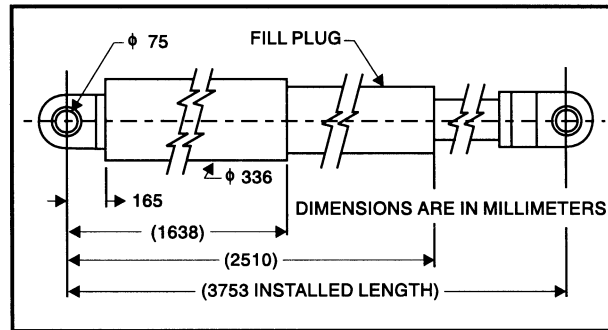 ϕ 75
FILL PLUG
ϕ 336
165
DIMENSIONS ARE IN MILLIMETERS
(1638)
(2510)
(3753 INSTALLED LENGTH)